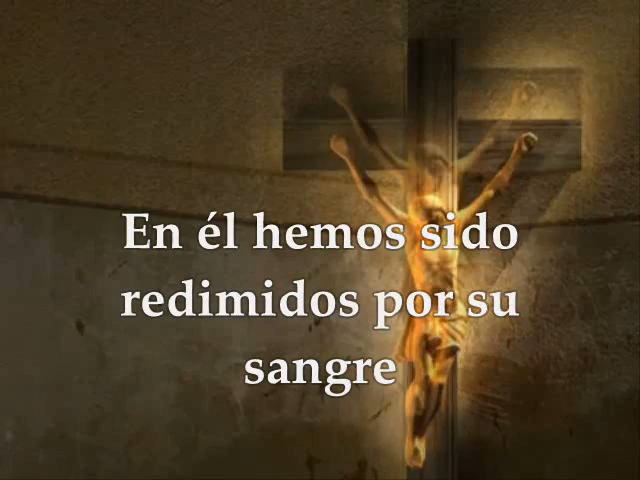 En él hemos sido
redimidos por su
sangre